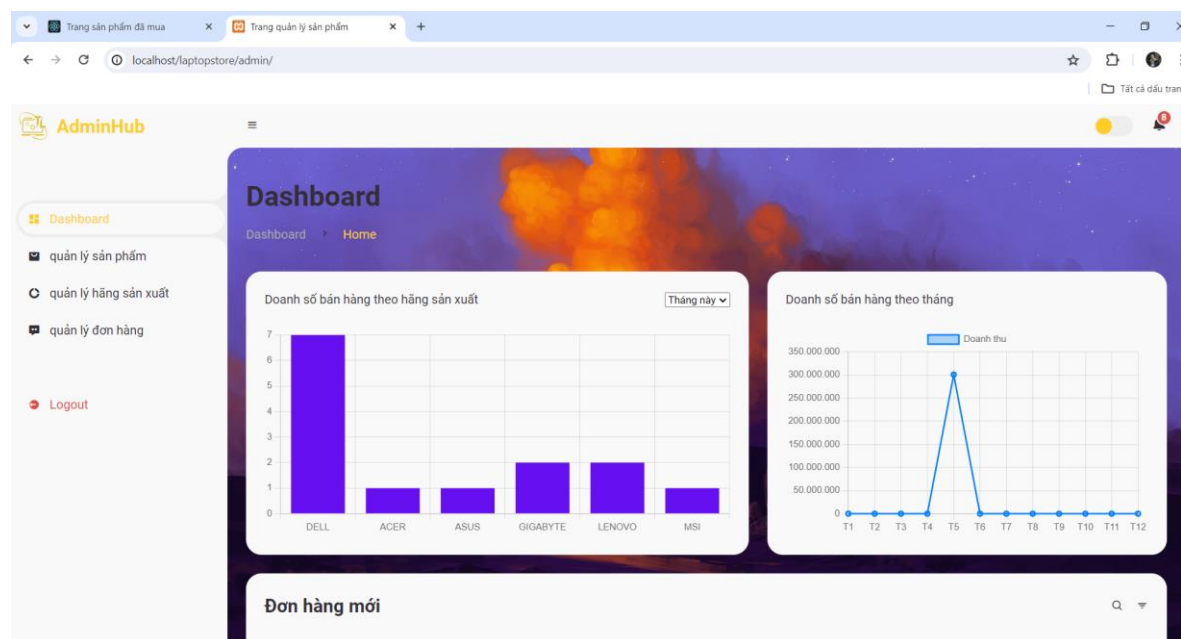 Trang sản phẩm đã mua
Trang quản lý sản phẩm
localhost/laptopstore/admin/
Tất cả dấu tran
AdminHub
8
Dashboard
quản lý sản phẩm
quản lý hãng sản xuất
quản lý đơn hàng
Logout
Dashboard
Dashboard Home
Doanh số bán hàng theo hãng sản xuất
Tháng này
7
6
5
4
3
2
1
0
DELL ACER ASUS GIGABYTE LENOVO MSI
Doanh số bán hàng theo tháng
Doanh thu
350.000.000
300.000.000
250.000.000
200.000.000
150.000.000
100.000.000
50.000.000
0
T1 T2 T3 T4 T5 T6 T7 T8 T9 T10 T11 T12
Đơn hàng mới